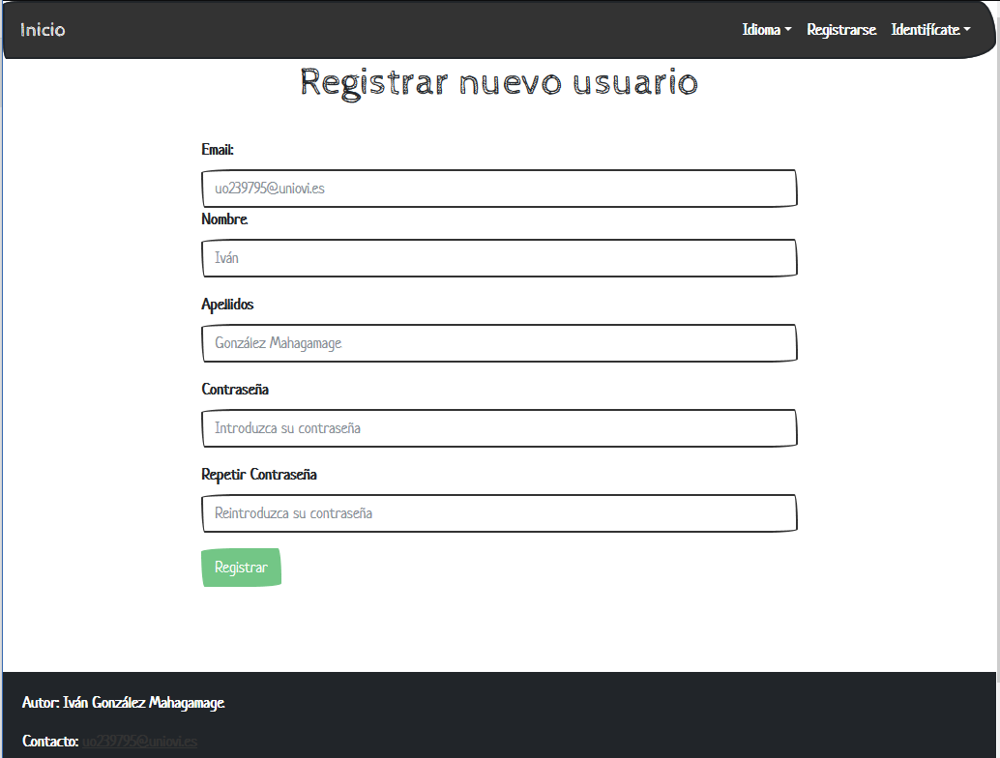 Inicio Idioma Registrarse Identifícate
Registrar nuevo usuario
Email:
uo239795@uniovi.es
Nombre
Iván
Apellidos
González Mahagamage
Contraseña
Introduzca su contraseña
Repetir Contraseña
Reintroduzca su contraseña
Registrar
Autor: Iván González Mahagamage
Contacto: uo239795@uniovi.es